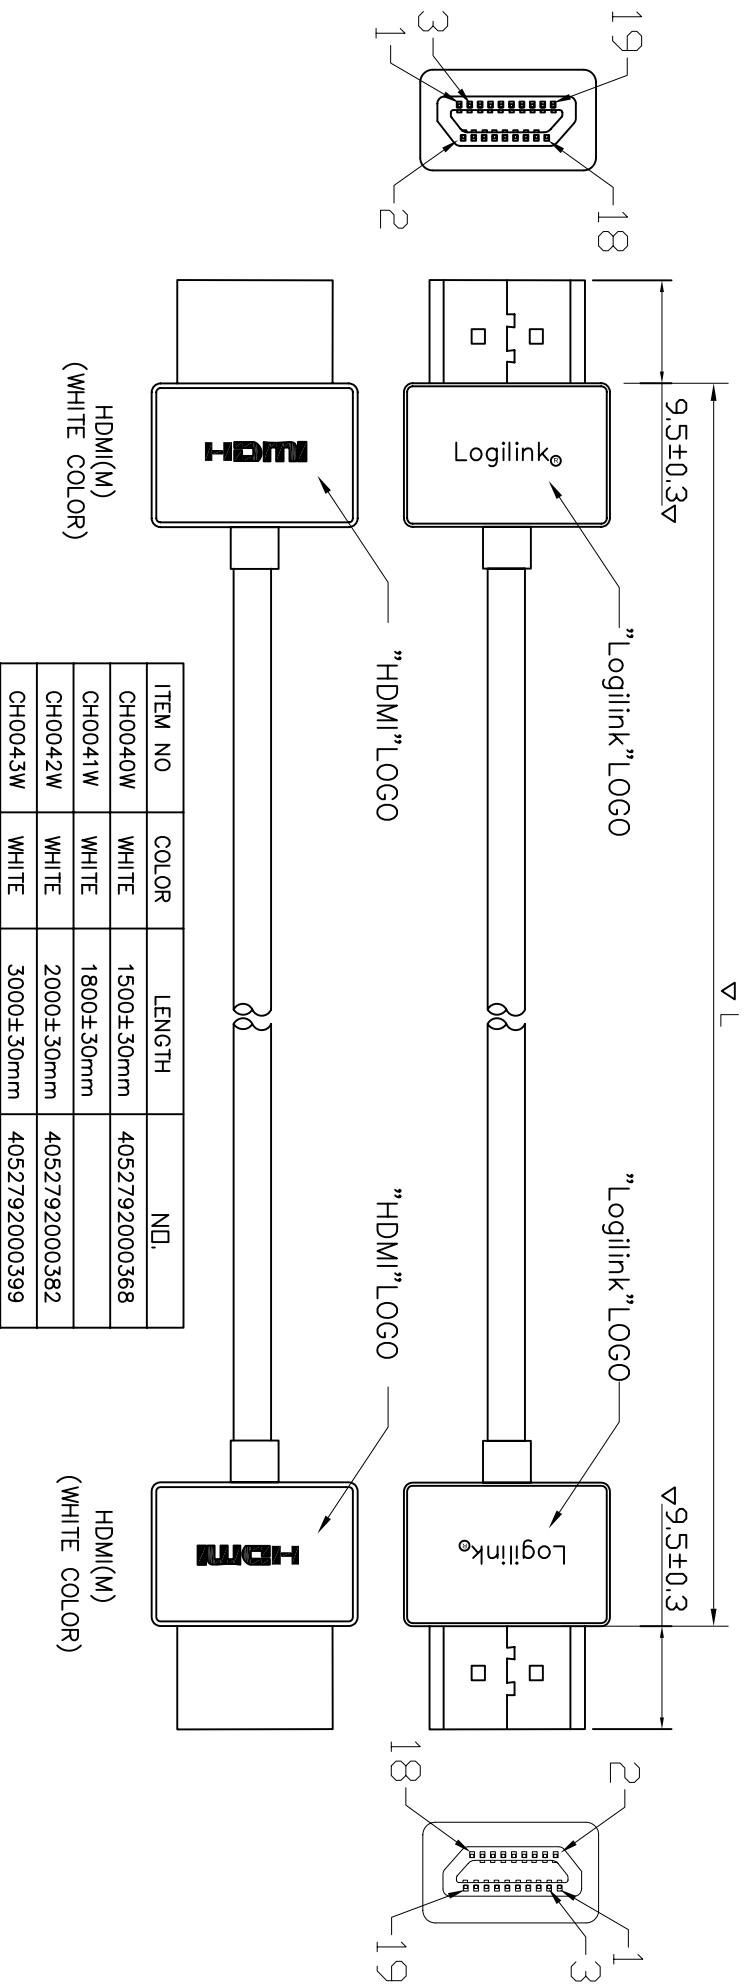 19
3
1
18
2
9.5±0.3▽
▽L
▽9.5±0.3
2
18
1
3
19
Logilink®
"Logilink"LOGO
"Logilink"LOGO
Logilink®
HDMI
"HDMI"LOGO
"HDMI"LOGO
HDMI
HDMI(M)
(WHITE COLOR)
HDMI(M)
(WHITE COLOR)
ITEM NO COLOR LENGTH NO.
CH0040W WHITE 1500±30mm 4052792000368
CH0041W WHITE 1800±30mm
CH0042W WHITE 2000±30mm 4052792000382
CH0043W WHITE 3000±30mm 4052792000399